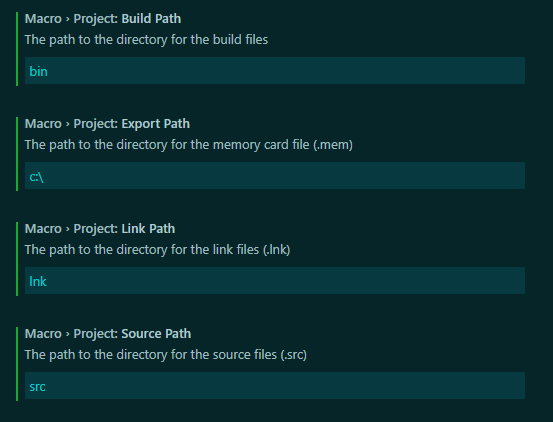 Macro › Project: Build Path
The path to the directory for the build files
bin
Macro › Project: Export Path
The path to the directory for the memory card file (.mem)
c:\
Macro › Project: Link Path
The path to the directory for the link files (.lnk)
lnk
Macro › Project: Source Path
The path to the directory for the source files (.src)
src